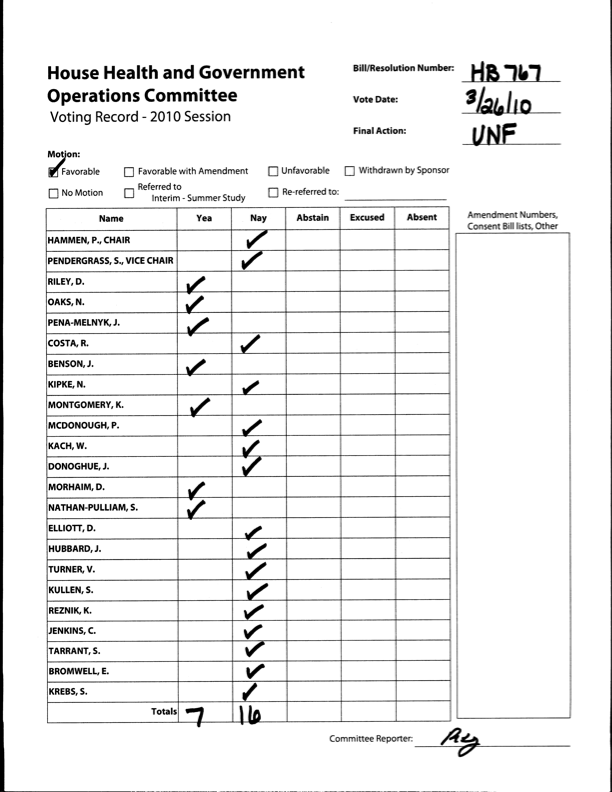 House Health and Government
Operations Committee
Voting Record - 2010 Session
Bill/Resolution Number: HB 767
Vote Date: 3/26/10
Final Action: UNF
Motion:
Favorable Favorable with Amendment Unfavorable Withdrawn by Sponsor
No Motion Referred to Interim - Summer Study Re-referred to:
Name Yea Nay Abstain Excused Absent
Amendment Numbers,
Consent Bill lists, Other
HAMMEN, P., CHAIR ✓
PENDERGRASS, S., VICE CHAIR ✓
RILEY, D. ✓
OAKS, N. ✓
PENA-MELNYK, J. ✓
COSTA, R. ✓
BENSON, J. ✓
KIPKE, N. ✓
MONTGOMERY, K. ✓
MCDONOUGH, P. ✓
KACH, W. ✓
DONOGHUE, J. ✓
MORHAIM, D. ✓
NATHAN-PULLIAM, S. ✓
ELLIOTT, D. ✓
HUBBARD, J. ✓
TURNER, V. ✓
KULLEN, S. ✓
REZNIK, K. ✓
JENKINS, C. ✓
TARRANT, S. ✓
BROMWELL, E. ✓
KREBS, S. ✓
Totals 7 16
Committee Reporter: